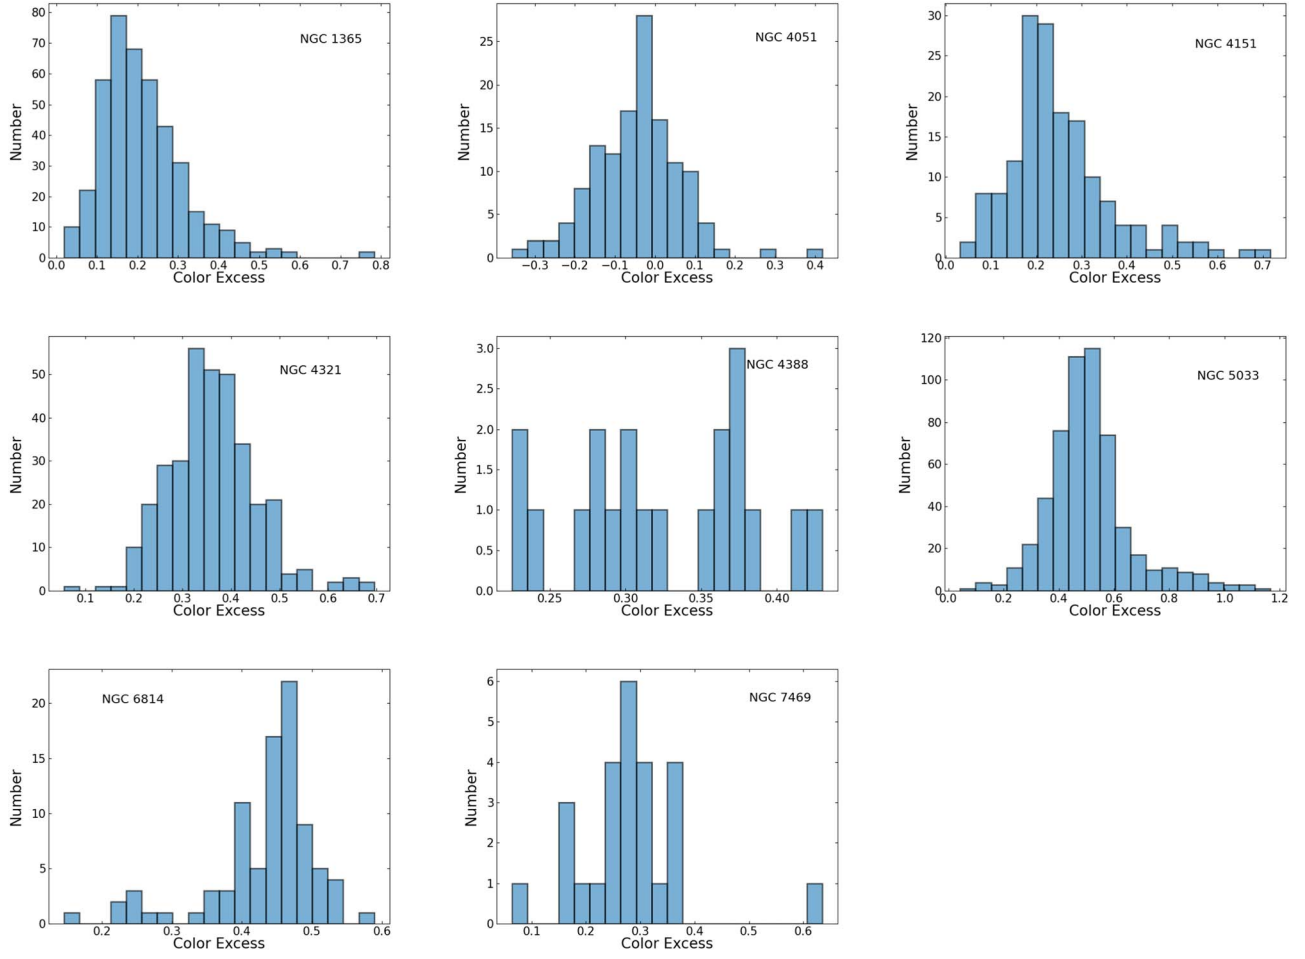 80
70
60
50
40
30
20
10
0
Number
NGC 1365
0.0 0.1 0.2 0.3 0.4 0.5 0.6 0.7 0.8
Color Excess
25
20
15
10
5
0
Number
NGC 4051
−0.3 −0.2 −0.1 0.0 0.1 0.2 0.3 0.4
Color Excess
30
25
20
15
10
5
0
Number
NGC 4151
0.0 0.1 0.2 0.3 0.4 0.5 0.6 0.7
Color Excess
50
40
30
20
10
0
Number
NGC 4321
0.1 0.2 0.3 0.4 0.5 0.6 0.7
Color Excess
3.0
2.5
2.0
1.5
1.0
0.5
0.0
Number
NGC 4388
0.25 0.30 0.35 0.40
Color Excess
120
100
80
60
40
20
0
Number
NGC 5033
0.0 0.2 0.4 0.6 0.8 1.0 1.2
Color Excess
20
15
10
5
0
Number
NGC 6814
0.2 0.3 0.4 0.5 0.6
Color Excess
6
5
4
3
2
1
0
Number
NGC 7469
0.1 0.2 0.3 0.4 0.5 0.6
Color Excess